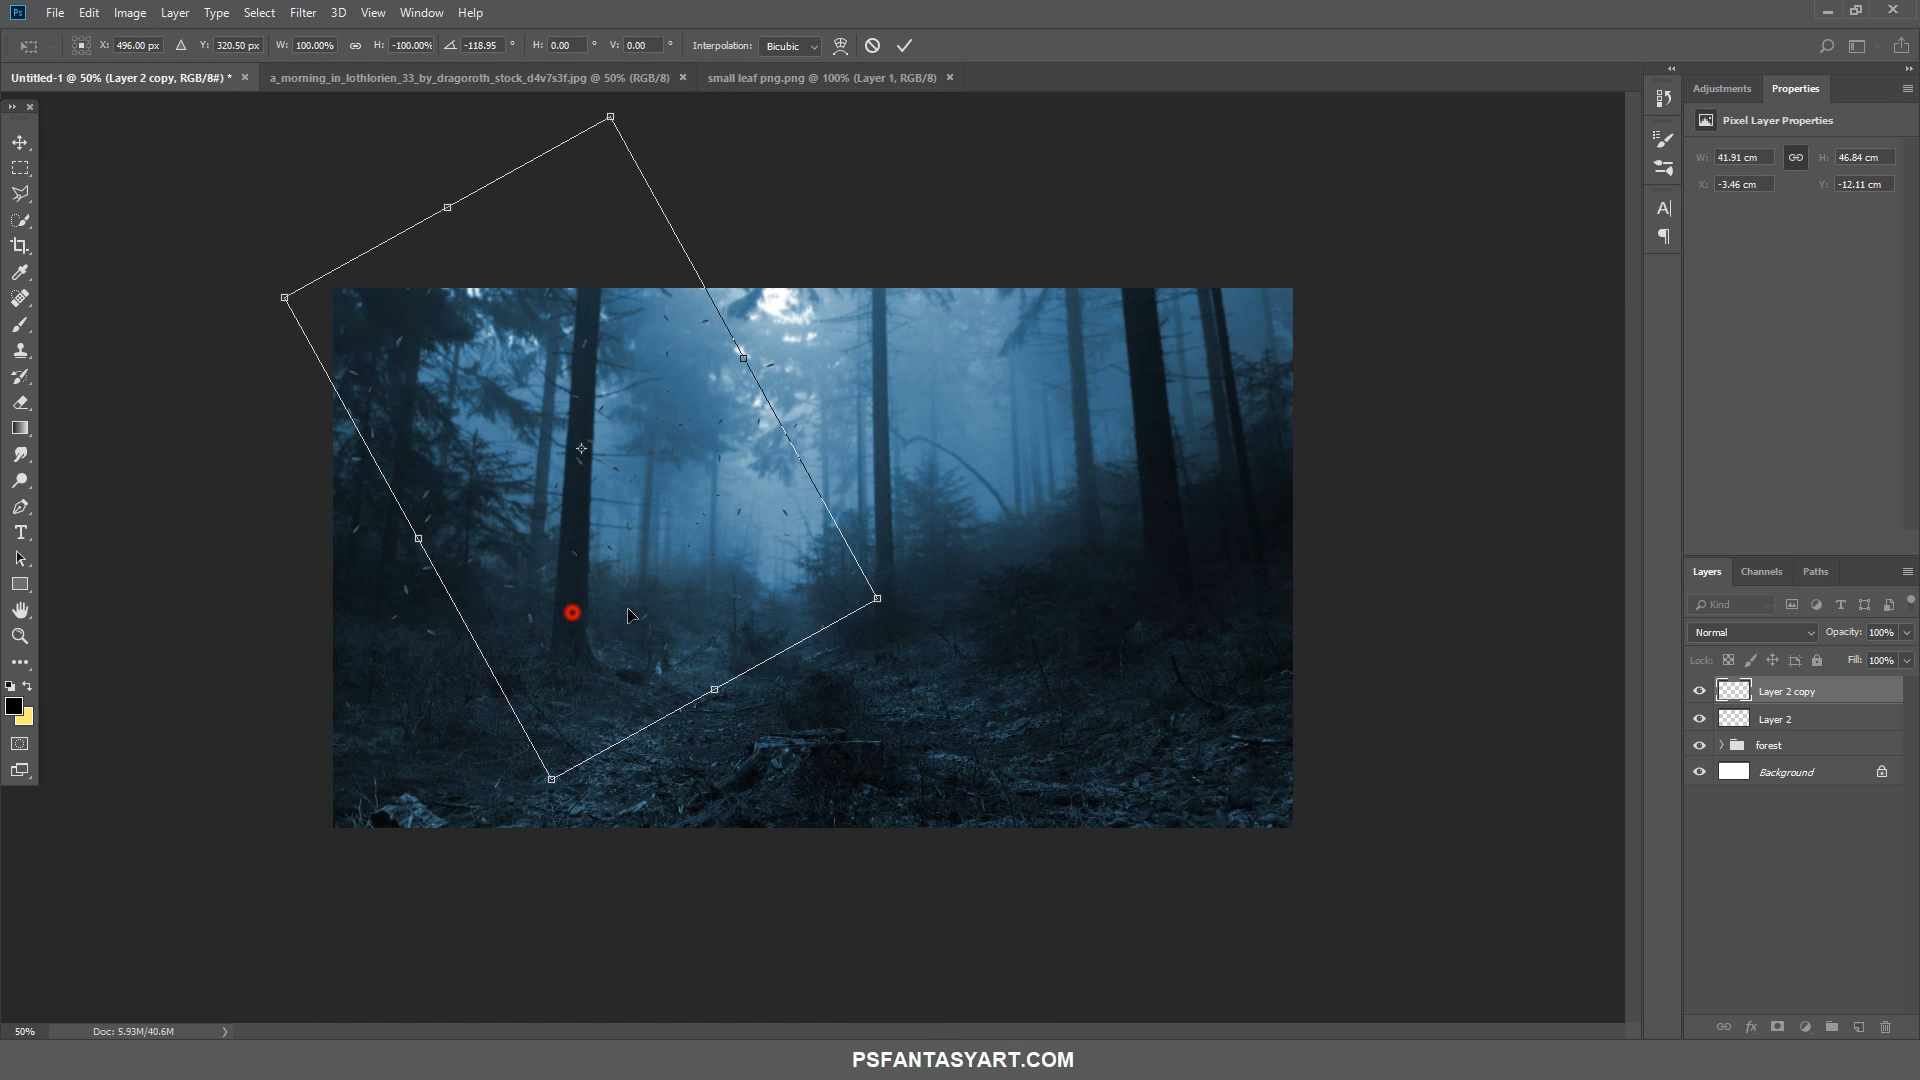 Ps File Edit Image Layer Type Select Filter 3D View Window Help
X: 496.00 px Y: 320.50 px W: 100.00% H: -100.00% -118.95 ° H: 0.00 ° V: 0.00 ° Interpolation: Bicubic
Untitled-1 @ 50% (Layer 2 copy, RGB/8#) * × a_morning_in_lothlorien_33_by_dragoroth_stock_d4v7s3f.jpg @ 50% (RGB/8) × small leaf png.png @ 100% (Layer 1, RGB/8) ×
Adjustments Properties
Pixel Layer Properties
W: 41.91 cm H: 46.84 cm
X: -3.46 cm Y: -12.11 cm
Layers Channels Paths
Kind
Normal Opacity: 100%
Lock: Fill: 100%
Layer 2 copy
Layer 2
forest
Background
50% Doc: 5.93M/40.6M
PSFANTASYART.COM